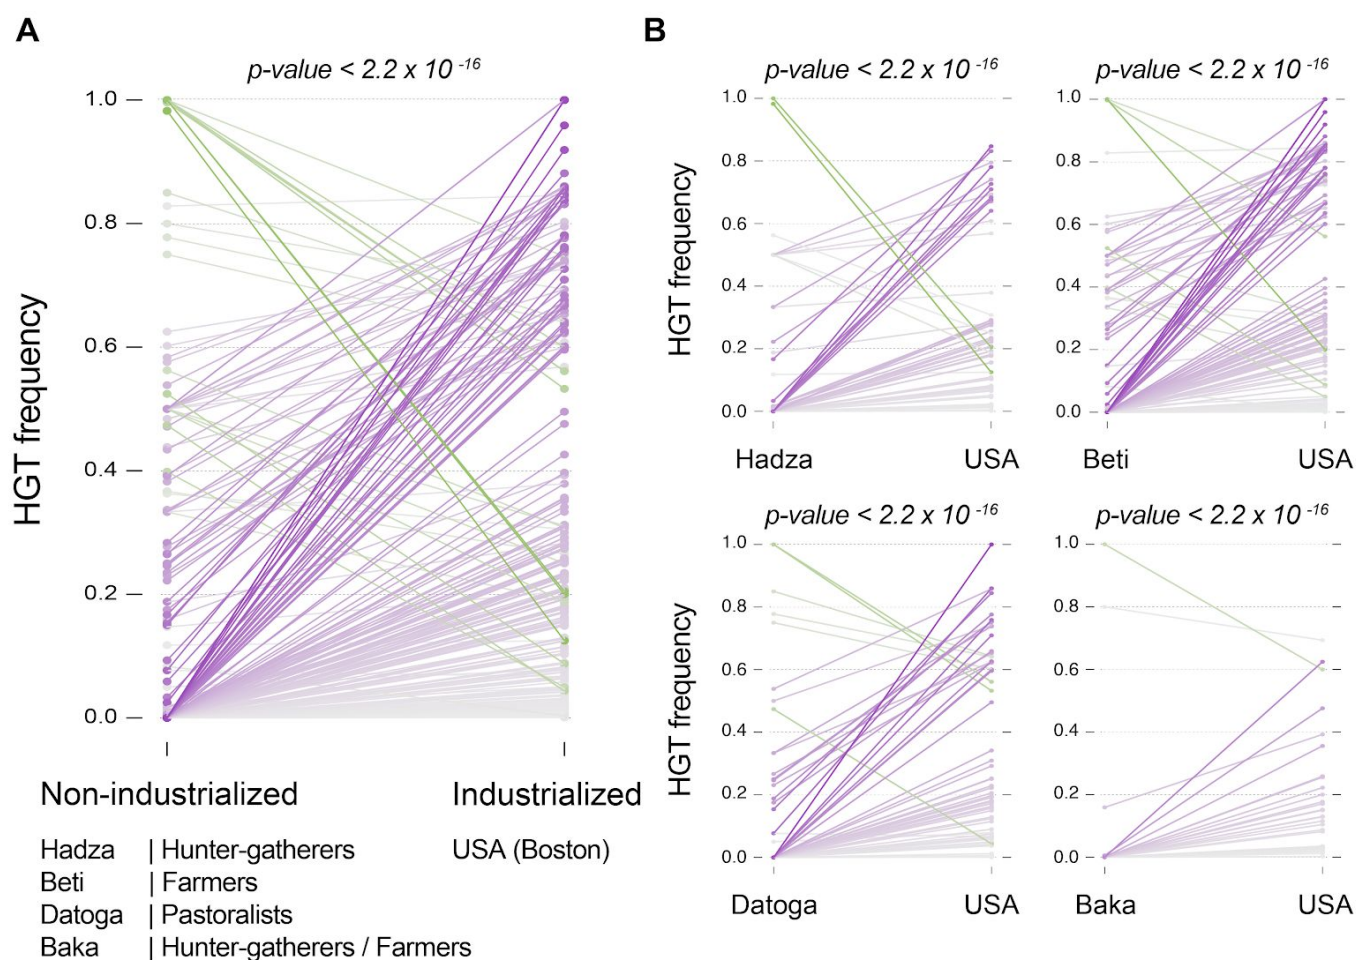 A
p-value < 2.2 x 10 -16
HGT frequency
1.0
0.8
0.6
0.4
0.2
0.0
Non-industrialized
Industrialized
Hadza | Hunter-gatherers
USA (Boston)
Beti | Farmers
Datoga | Pastoralists
Baka | Hunter-gatherers / Farmers
B
p-value < 2.2 x 10 -16
HGT frequency
1.0
0.8
0.6
0.4
0.2
0.0
Hadza
USA
p-value < 2.2 x 10 -16
1.0
0.8
0.6
0.4
0.2
0.0
Beti
USA
p-value < 2.2 x 10 -16
HGT frequency
1.0
0.8
0.6
0.4
0.2
0.0
Datoga
USA
p-value < 2.2 x 10 -16
1.0
0.8
0.6
0.4
0.2
0.0
Baka
USA